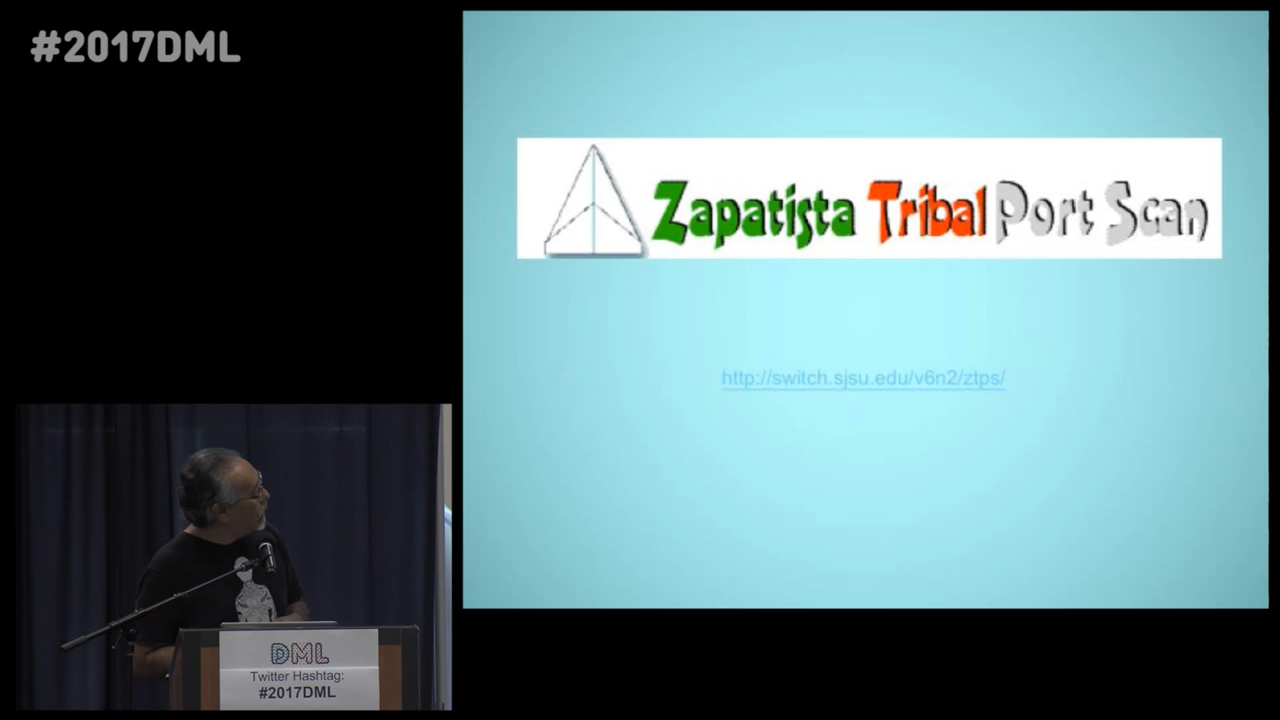 #2017DML
Zapatista Tribal Port Scan
http://switch.sjsu.edu/v6n2/ztps/
DML
Twitter Hashtag:
#2017DML